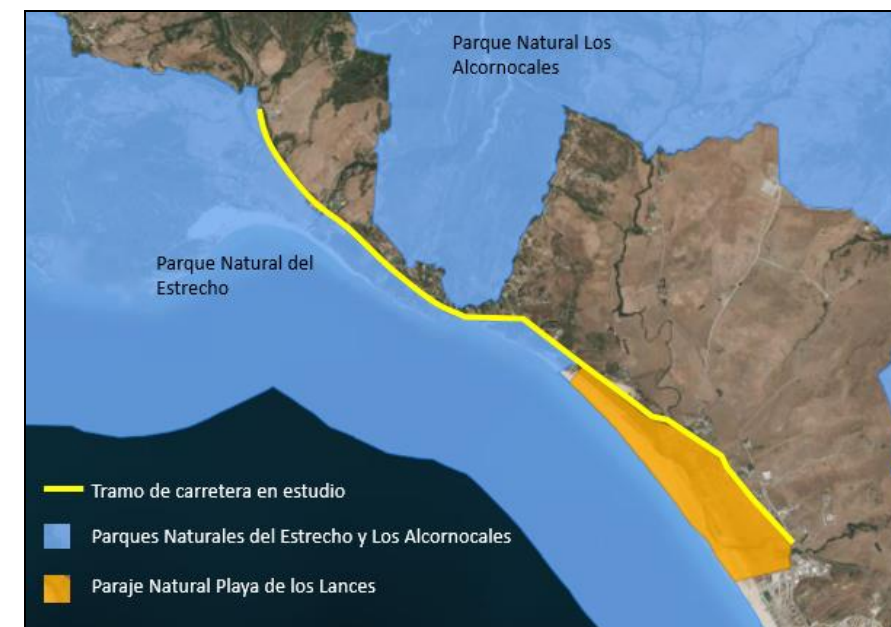 Parque Natural Los
Alcornocales
Parque Natural del
Estrecho
Tramo de carretera en estudio
Parques Naturales del Estrecho y Los Alcornocales
Paraje Natural Playa de los Lances